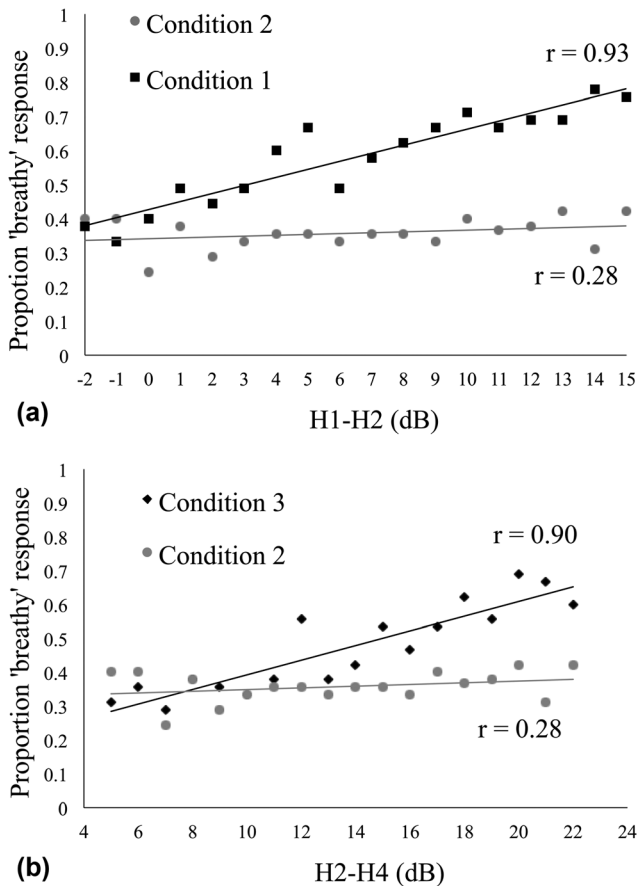 1
0.9
0.8
0.7
0.6
0.5
0.4
0.3
0.2
0.1
0
Propotion 'breathy' response
Condition 2
Condition 1
r = 0.93
r = 0.28
-2 -1 0 1 2 3 4 5 6 7 8 9 10 11 12 13 14 15
(a)
H1-H2 (dB)
1
0.9
0.8
0.7
0.6
0.5
0.4
0.3
0.2
0.1
0
Proportion 'breathy' response
Condition 3
Condition 2
r = 0.90
r = 0.28
4 6 8 10 12 14 16 18 20 22 24
(b)
H2-H4 (dB)